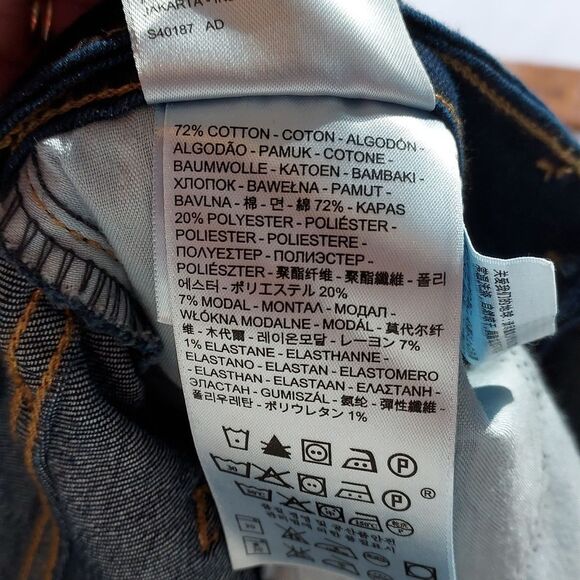 JAKARTA -
S40187 AD
72% COTTON - COTON - ALGODÓN -
ALGODÃO - PAMUK - COTONE -
BAUMWOLLE - KATOEN - BAMBAKI -
ХЛОПОК - BAWEŁNA - PAMUT -
BAVLNA - 棉 - 면 - 綿 72% - KAPAS
20% POLYESTER - POLIÉSTER -
POLIESTER - POLIESTERE -
ΠΟΛΥΕΣΤΕΡ - ПОЛИЭСТЕР -
POLIÉSZTER - 聚酯纤维 - 聚酯纖維 - 폴리
에스터 - ポリエステル 20%
7% MODAL - ΜΟΝΤΑΛ - МОДАЛ -
WŁÓKNA MODALNE - MODÁL - 莫代尔纤
维 - 木代爾 - 레이온모달 - レーヨン 7%
1% ELASTANE - ELASTHANNE -
ELASTANO - ELASTAN - ELASTOMERO
ELASTHAN - ELASTHAAN - ΕΛΑΣΤΑΝΗ -
ЭЛАСТАН - GUMISZÁL - 氨纶 - 彈性纖維 -
폴리우레탄 - ポリウレタン 1%
P
30 P ®